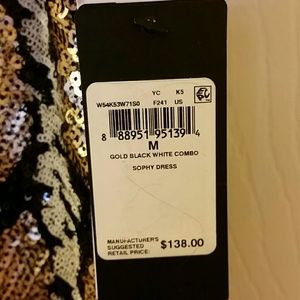 YC K5
W54K53W71S0 F241 US
8 88951 95139 4
M
GOLD BLACK WHITE COMBO
SOPHY DRESS
MANUFACTURER'S
SUGGESTED
RETAIL PRICE: $138.00